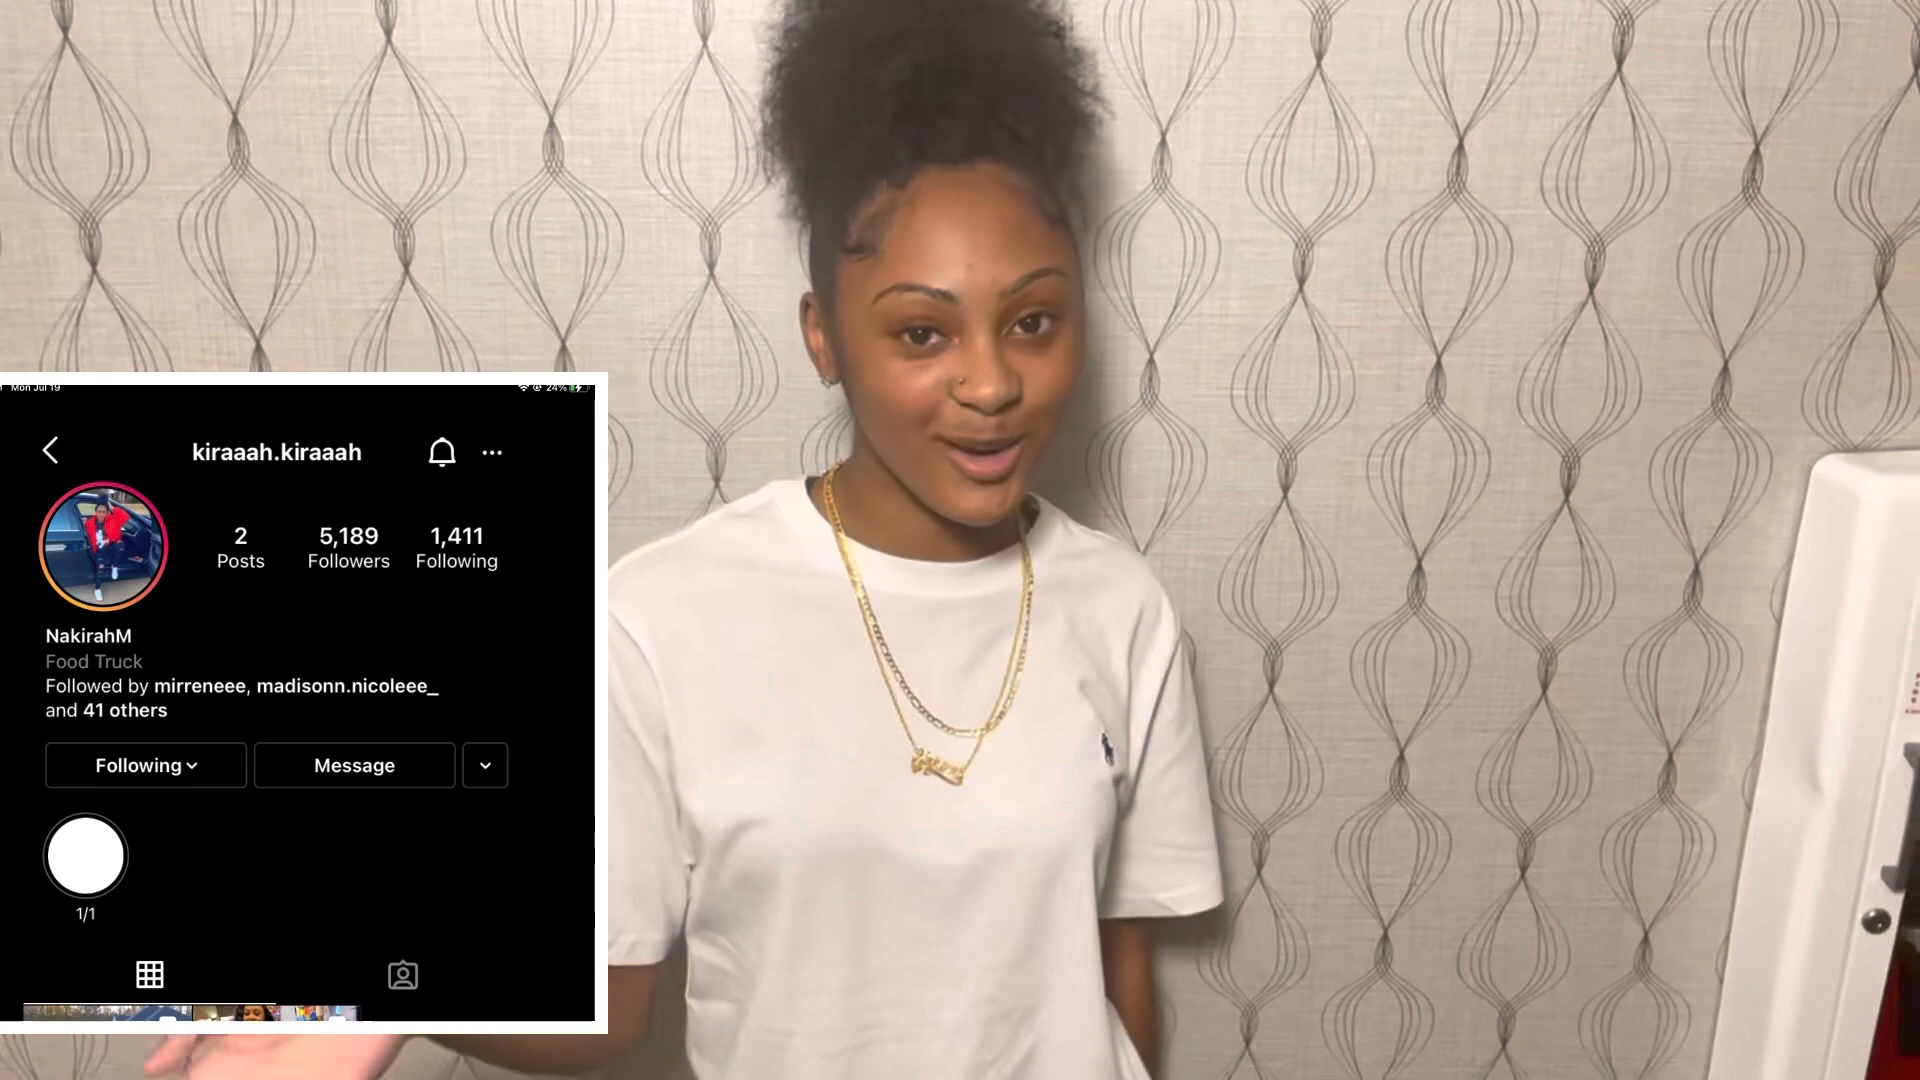 Mon Jul 19
24%
kiraaah.kiraaah
2 5,189 1,411
Posts Followers Following
NakirahM
Food Truck
Followed by mirreneee, madisonn.nicoleee_
and 41 others
Following Message
1/1